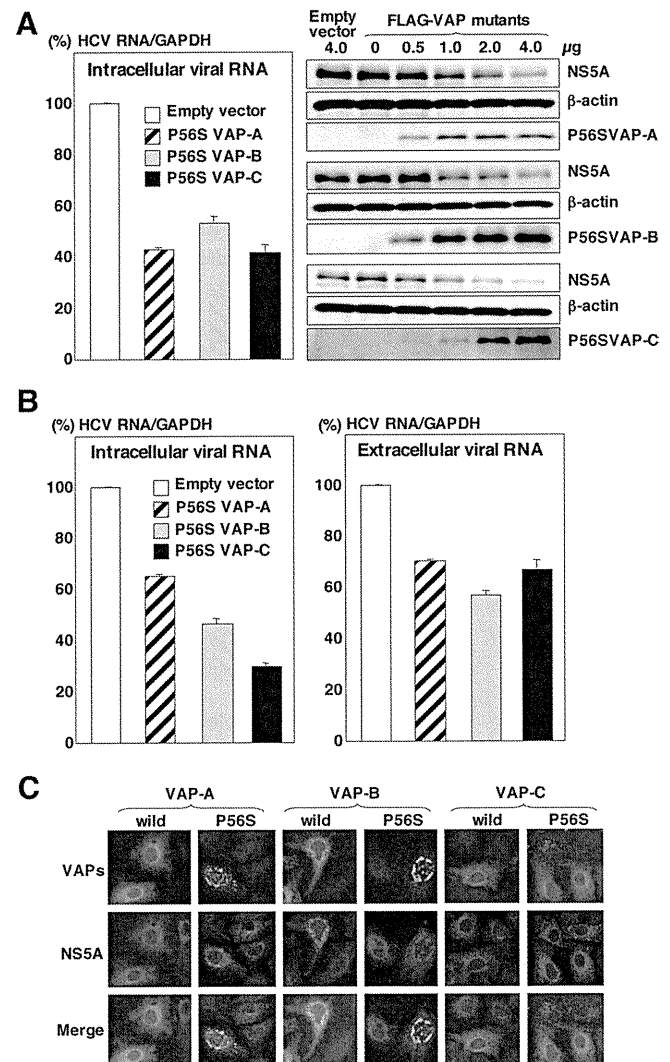 A
(%) HCV RNA/GAPDH
Intracellular viral RNA
100
80
60
40
20
0
Empty vector
P56S VAP-A
P56S VAP-B
P56S VAP-C
Empty vector
FLAG-VAP mutants
4.0 0 0.5 1.0 2.0 4.0 µg
NS5A
β-actin
P56SVAP-A
NS5A
β-actin
P56SVAP-B
NS5A
β-actin
P56SVAP-C
B
(%) HCV RNA/GAPDH
Intracellular viral RNA
100
80
60
40
20
0
Empty vector
P56S VAP-A
P56S VAP-B
P56S VAP-C
(%) HCV RNA/GAPDH
Extracellular viral RNA
100
80
60
40
20
0
C
VAP-A VAP-B VAP-C
wild P56S wild P56S wild P56S
VAPs
NS5A
Merge